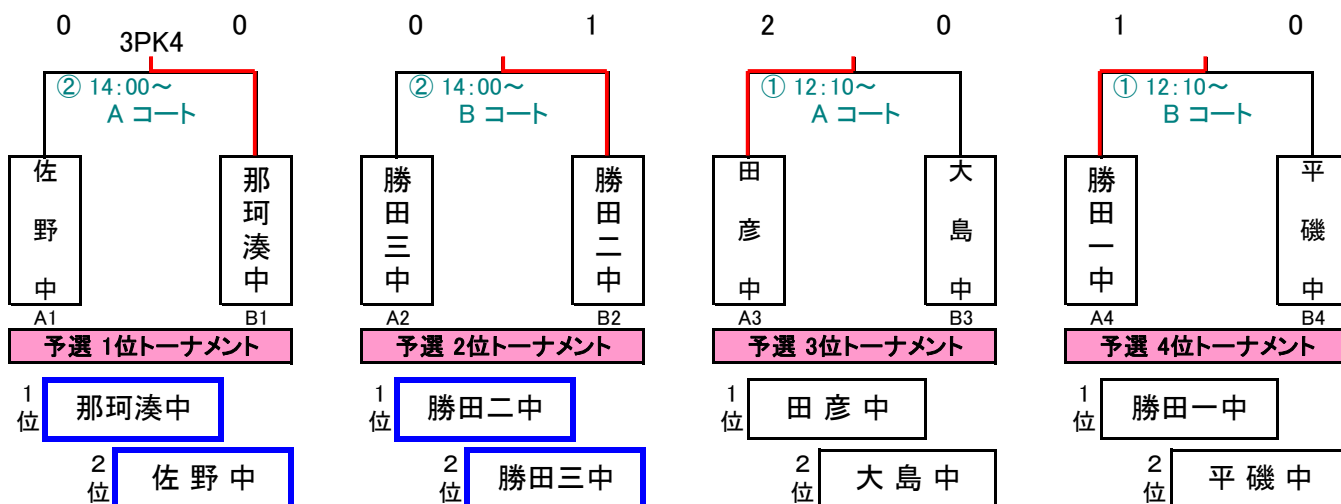 0 0 0 1 2 0 1 0
3PK4
② 14:00～ ② 14:00～ ① 12:10～ ① 12:10～
A コート B コート A コート B コート
佐野中 那珂湊中 勝田三中 勝田二中 田彦中 大島中 勝田一中 平磯中
A1 B1 A2 B2 A3 B3 A4 B4
予選 1位トーナメント 予選 2位トーナメント 予選 3位トーナメント 予選 4位トーナメント
1位 那珂湊中 1位 勝田二中 1位 田 彦 中 1位 勝田一中
2位 佐 野 中 2位 勝田三中 2位 大 島 中 2位 平 磯 中